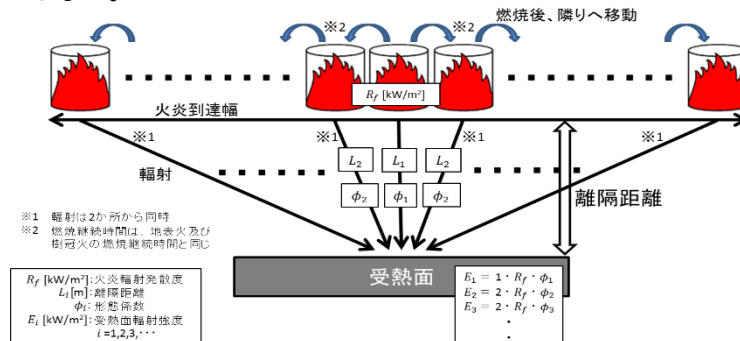 燃焼後、隣りへ移動
※2
※2
R_f [kW/m²]
火炎到達幅
※1
※1
※1
※1
輻射
L_2
L_1
L_2
ϕ_2
ϕ_1
ϕ_2
離隔距離
※1 輻射は2か所から同時
※2 燃焼継続時間は、地表火及び
樹冠火の燃焼継続時間と同じ
受熱面
R_f [kW/m²]:火炎輻射発散度
L_i[m]:離隔距離
ϕ_i:形態係数
E_i [kW/m²]:受熱面輻射強度
i =1,2,3,･･･
E_1 = 1・R_f・ϕ_1
E_2 = 2・R_f・ϕ_2
E_3 = 2・R_f・ϕ_3
・
・